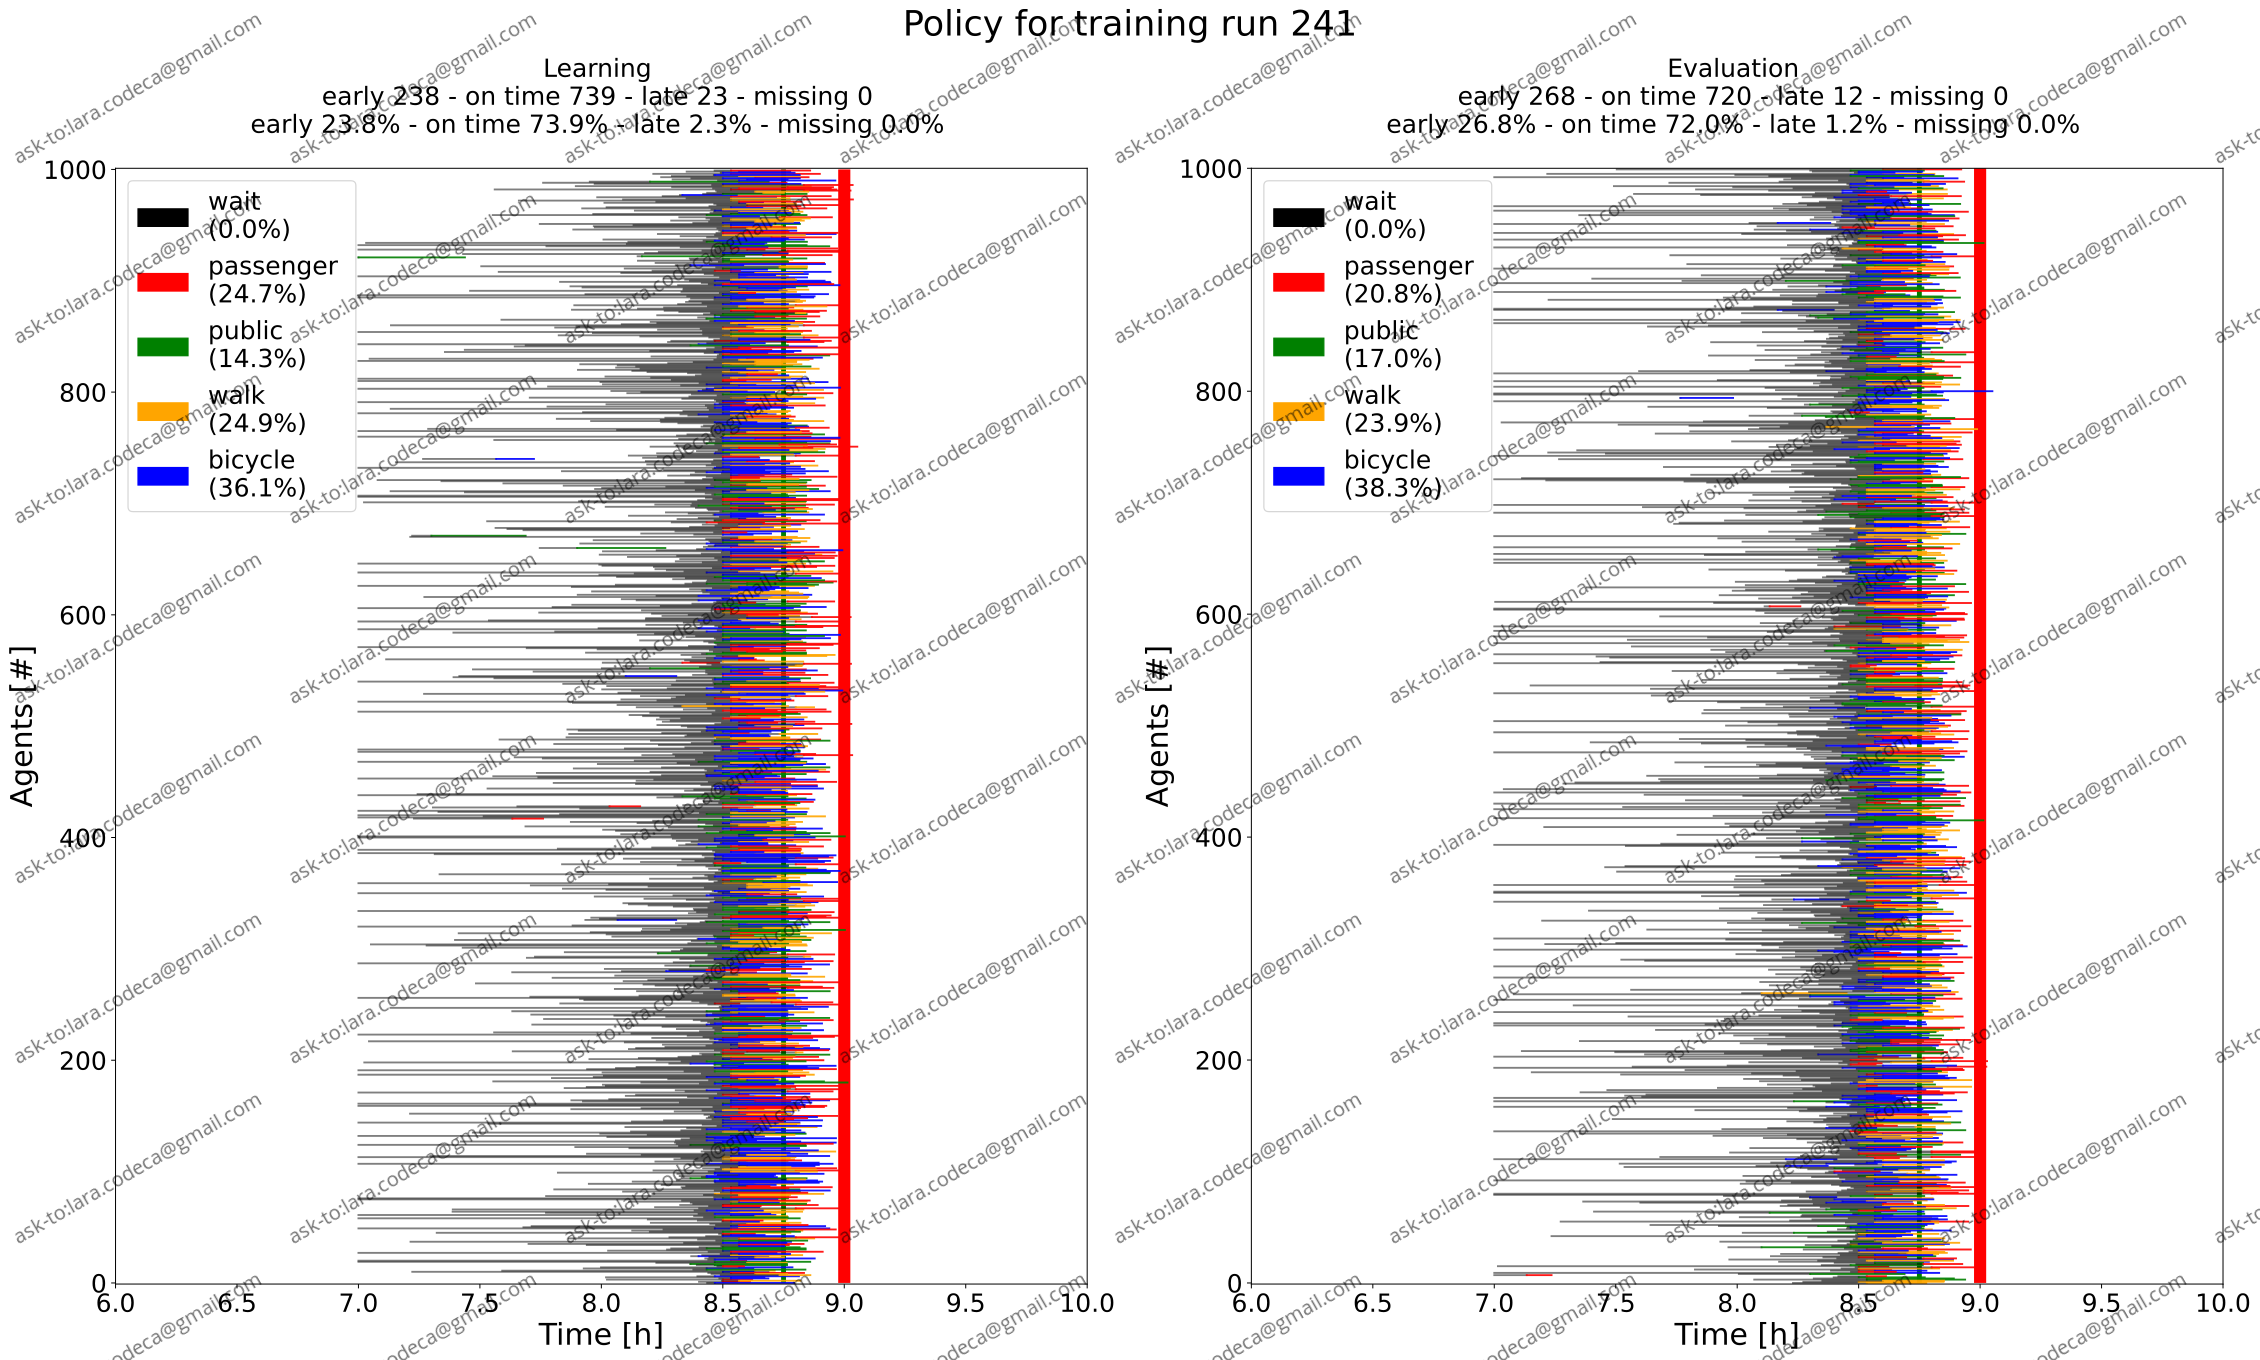 Policy for training run 241
Learning
early 238 - on time 739 - late 23 - missing 0
early 23.8% - on time 73.9% - late 2.3% - missing 0.0%
1000
800
600
400
200
0
Agents [#]
wait
(0.0%)
passenger
(24.7%)
public
(14.3%)
walk
(24.9%)
bicycle
(36.1%)
6.0 6.5 7.0 7.5 8.0 8.5 9.0 9.5 10.0
Time [h]
Evaluation
early 268 - on time 720 - late 12 - missing 0
early 26.8% - on time 72.0% - late 1.2% - missing 0.0%
1000
800
600
400
200
0
Agents [#]
wait
(0.0%)
passenger
(20.8%)
public
(17.0%)
walk
(23.9%)
bicycle
(38.3%)
6.0 6.5 7.0 7.5 8.0 8.5 9.0 9.5 10.0
Time [h]
ask-to:lara.codeca@gmail.com